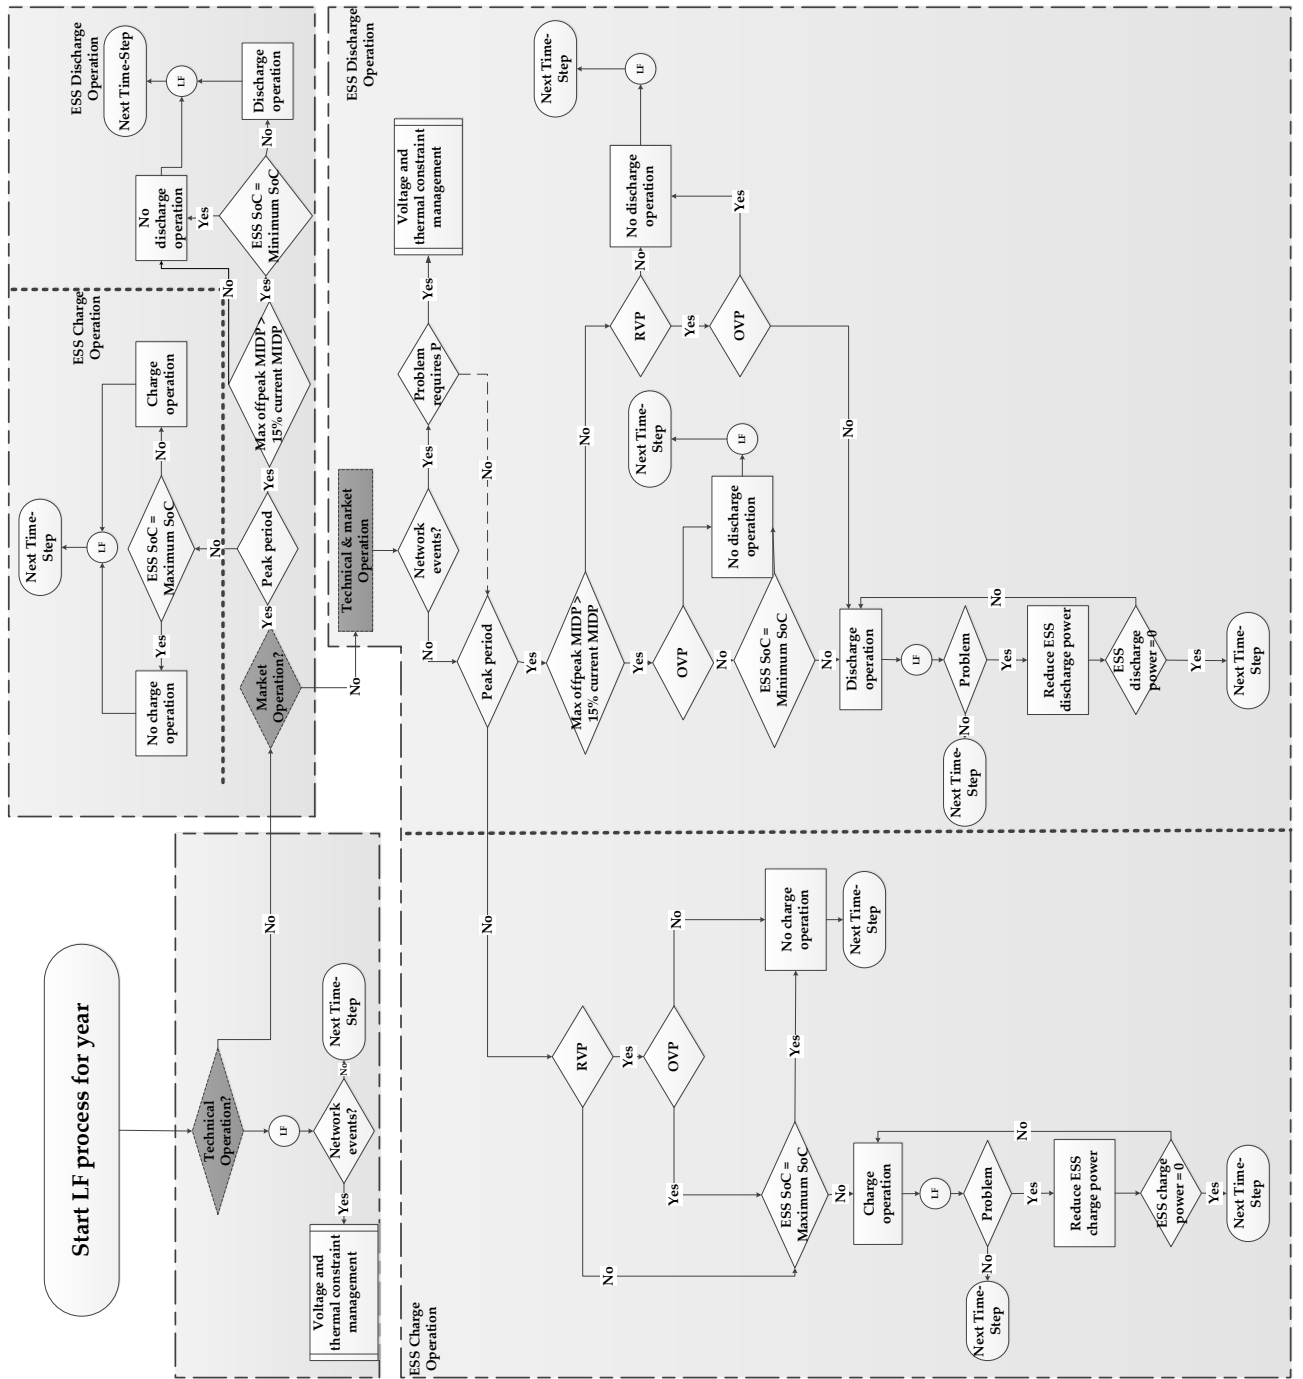 Start LF process for year
Technical
Operation?
LF
Network
events?
No
Next Time-
Step
Yes
Voltage and
thermal constraint
management
No
Market
Operation?
Yes
Peak period
No
ESS Charge
Operation
ESS SoC =
Maximum SoC
Yes
No charge
operation
No
Charge
operation
LF
Next Time-
Step
Yes
Max offpeak MIDP >
15% current MIDP
No
Yes
ESS Discharge
Operation
ESS SoC =
Minimum SoC
Yes
No
discharge
operation
No
Discharge
operation
LF
Next Time-Step
No
Technical & market
Operation
Network
events?
Yes
Problem
requires P
Yes
Voltage and
thermal constraint
management
No
No
Peak period
Yes
ESS Discharge
Operation
Max offpeak MIDP >
15% current MIDP
No
RVP
No
No discharge
operation
LF
Next Time-
Step
Yes
OVP
Yes
No
Yes
OVP
No discharge
operation
LF
Next Time-
Step
No
ESS SoC =
Minimum SoC
No
Discharge
operation
LF
Problem
No
Next Time-
Step
Yes
Reduce ESS
discharge power
ESS
discharge
power =0
No
Yes
Next Time-
Step
No
ESS Charge
Operation
RVP
No
Yes
OVP
No
Yes
ESS SoC =
Maximum SoC
Yes
No charge
operation
Next Time-
Step
No
Charge
operation
LF
Problem
No
Next Time-
Step
Yes
Reduce ESS
charge power
ESS charge
power = 0
No
Yes
Next Time-
Step